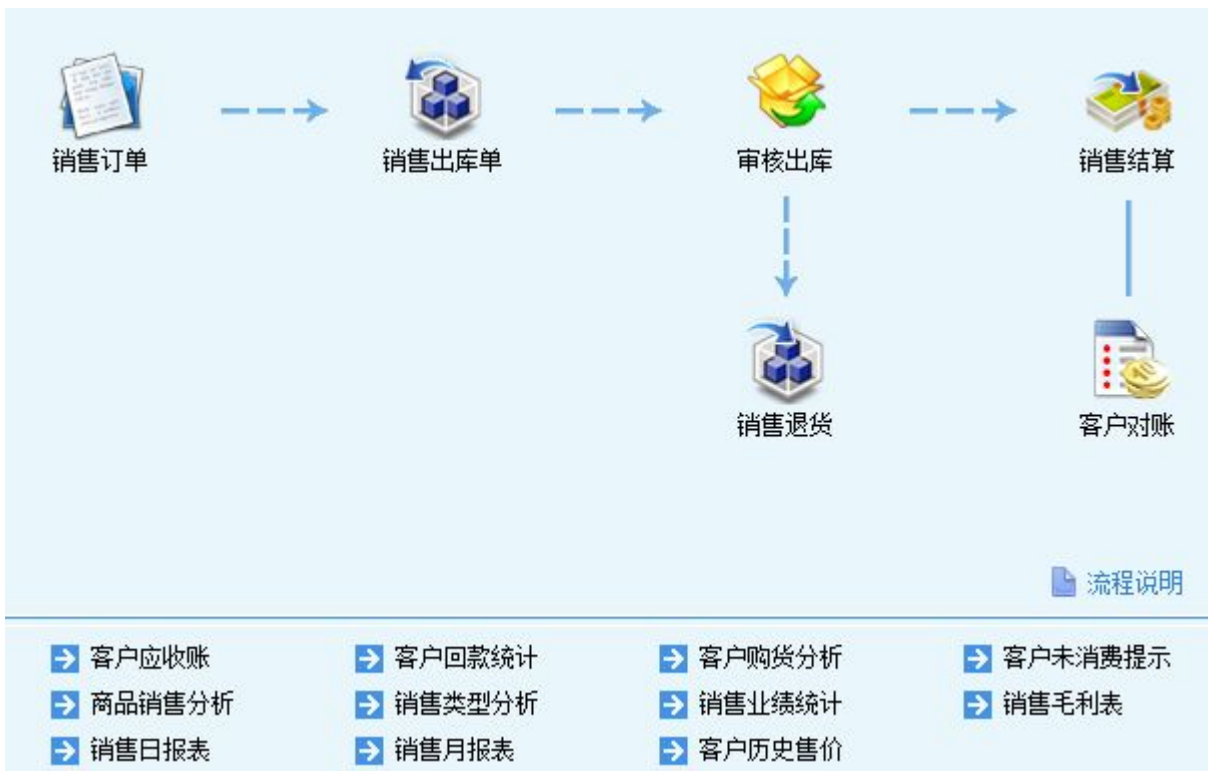 销售订单 销售出库单 审核出库 销售结算
销售退货 客户对账
流程说明
客户应收账 客户回款统计 客户购货分析 客户未消费提示
商品销售分析 销售类型分析 销售业绩统计 销售毛利表
销售日报表 销售月报表 客户历史售价